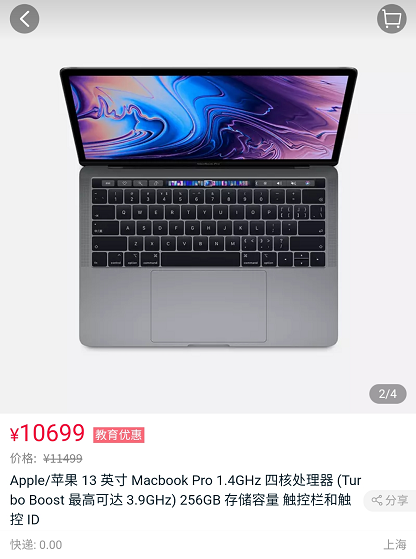 2/4
¥10699 教育优惠
价格: ¥11499
Apple/苹果 13 英寸 Macbook Pro 1.4GHz 四核处理器 (Tur
bo Boost 最高可达 3.9GHz) 256GB 存储容量 触控栏和触
控 ID
分享
快递: 0.00
上海